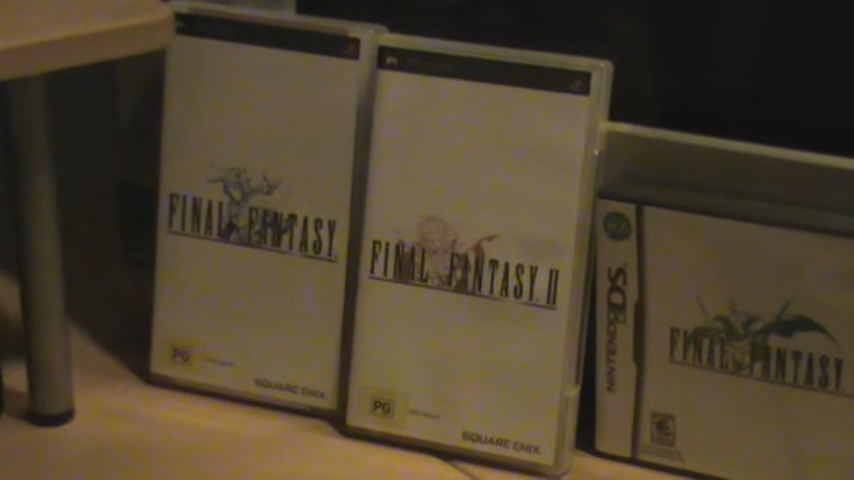 FINAL FANTASY
PG
SQUARE ENIX
FINAL FANTASY II
PG
SQUARE ENIX
NINTENDO DS
FINAL FANTASY
E